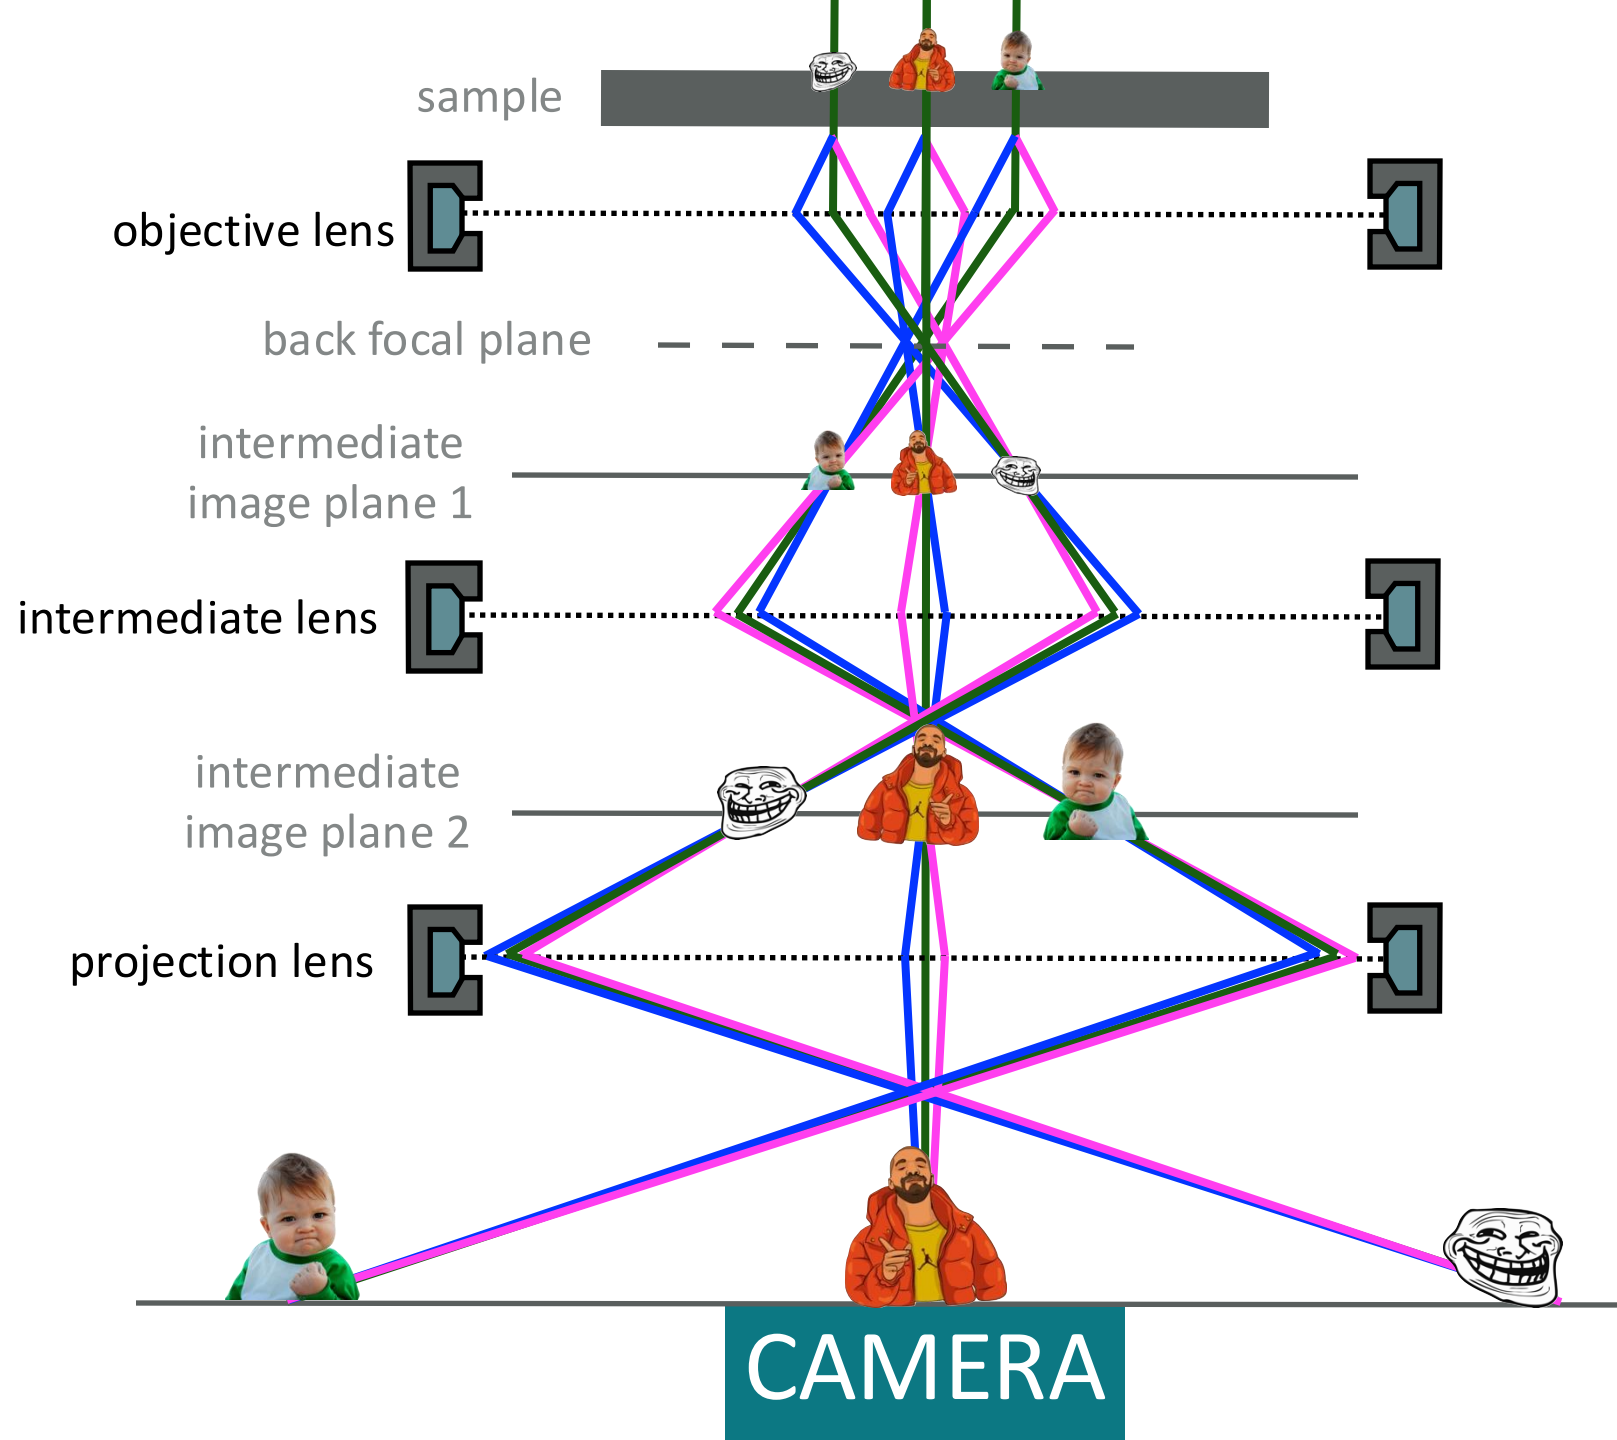 sample
objective lens
back focal plane
intermediate
image plane 1
intermediate lens
intermediate
image plane 2
projection lens
CAMERA